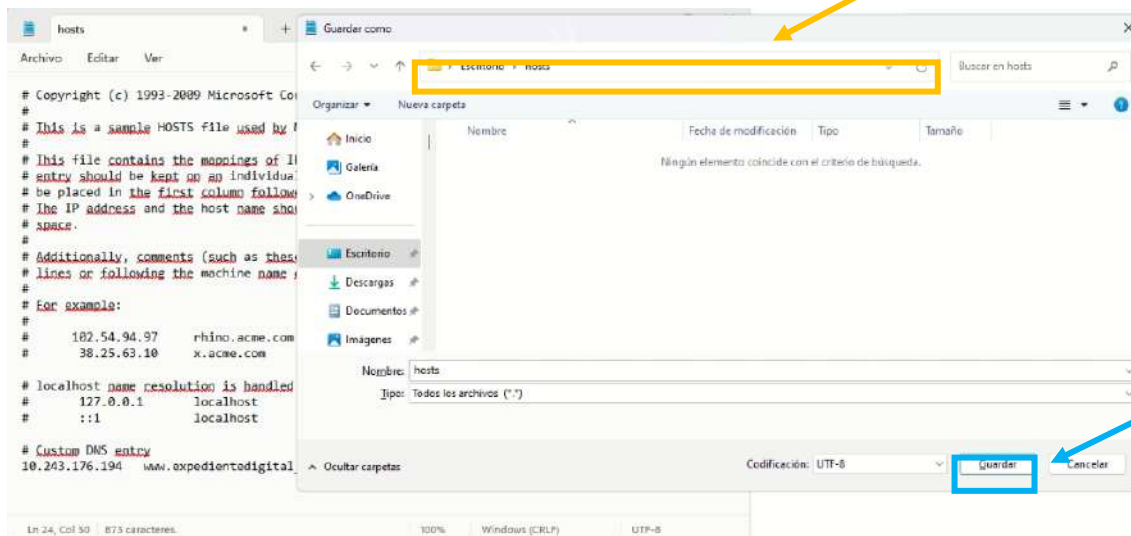 hosts
Archivo Editar Ver
# Copyright (c) 1993-2009 Microsoft Co
#
# This is a sample HOSTS file used by
#
# This file contains the mappings of I
# entry should be kept on an individua
# be placed in the first column follow
# The IP address and the host name sho
# space.
#
# Additionally, comments (such as thes
# lines or following the machine name
#
# For example:
#
# 102.54.94.97 rhino.acme.com
# 38.25.63.10 x.acme.com
# localhost name resolution is handled
# 127.0.0.1 localhost
# ::1 localhost
# Custom DNS entry
10.243.176.194 www.expedientedigital
Ln 24, Col 50 873 caracteres. 100% Windows (CRLF) UTF-8
Guardar como
Escritorio > hosts
Buscar en hosts
Organizar Nueva carpeta
Nombre Fecha de modificación Tipo Tamaño
Ningún elemento coincide con el criterio de búsqueda.
Inicio
Galería
OneDrive
Escritorio
Descargas
Documentos
Imágenes
Nombre: hosts
Tipo: Todos los archivos (*.*)
Ocultar carpetas
Codificación: UTF-8
Guardar
Cancelar